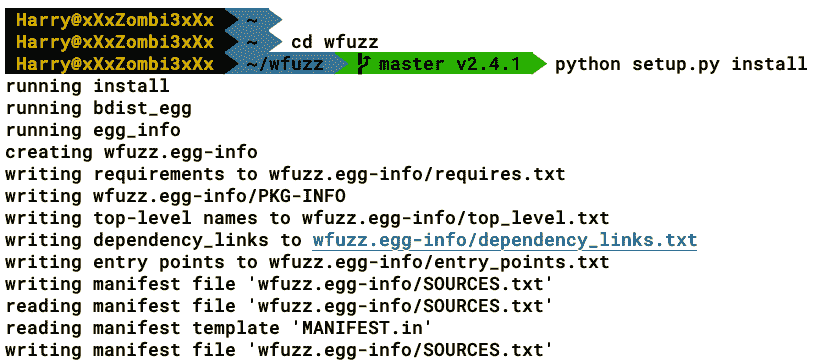 Harry@xXxZombi3xXx ~
Harry@xXxZombi3xXx ~ cd wfuzz
Harry@xXxZombi3xXx ~/wfuzz master v2.4.1 python setup.py install
running install
running bdist_egg
running egg_info
creating wfuzz.egg-info
writing requirements to wfuzz.egg-info/requires.txt
writing wfuzz.egg-info/PKG-INFO
writing top-level names to wfuzz.egg-info/top_level.txt
writing dependency_links to wfuzz.egg-info/dependency_links.txt
writing entry points to wfuzz.egg-info/entry_points.txt
writing manifest file 'wfuzz.egg-info/SOURCES.txt'
reading manifest file 'wfuzz.egg-info/SOURCES.txt'
reading manifest template 'MANIFEST.in'
writing manifest file 'wfuzz.egg-info/SOURCES.txt'